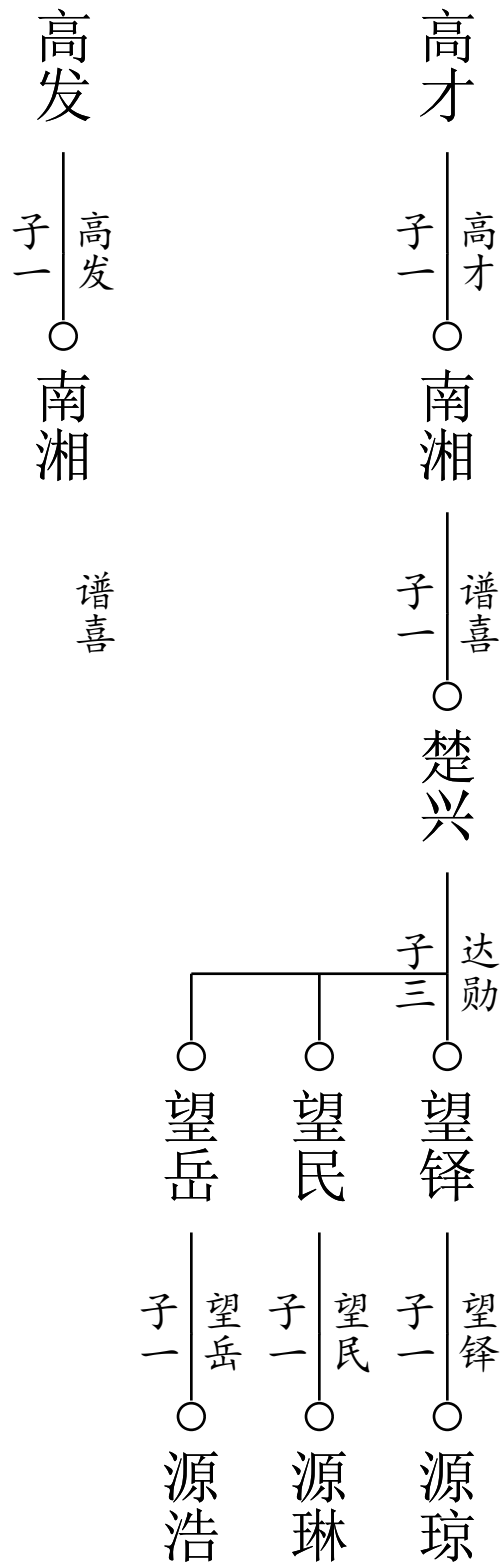 高才
高发
高才
子一
高发
子一
南湘
南湘
谱喜
子一
谱喜
楚兴
达勋
子三
望铎
望民
望岳
望铎
子一
望民
子一
望岳
子一
源琼
源琳
源浩